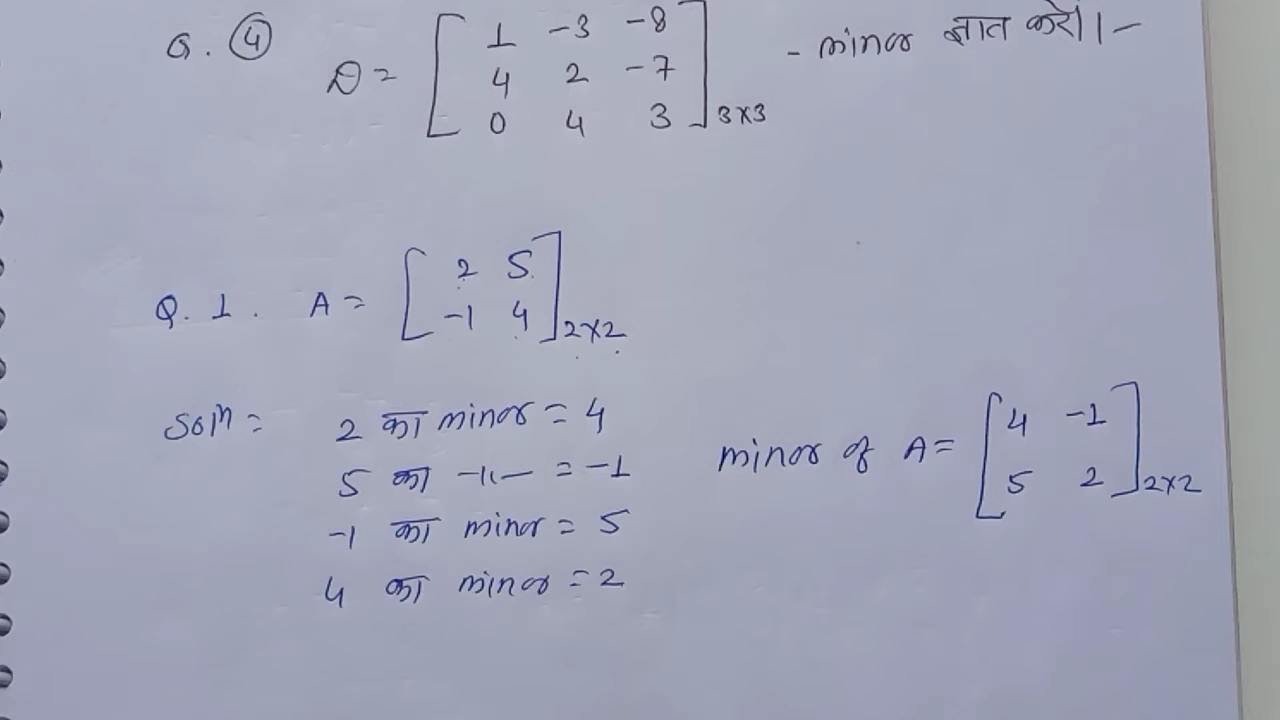 Q. ④ D = [ 1 -3 -8 - minor ज्ञात करो।-
4 2 -7
0 4 3 ]3x3
Q. 1. A = [ 2 5
-1 4 ]2x2
Soln = 2 का minor = 4
5 का -11- = -1
-1 का minor = 5
4 का minor = 2
minor of A = [ 4 -1
5 2 ]2x2